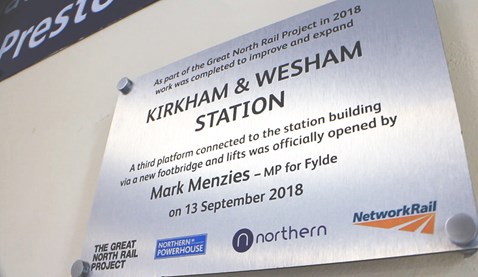 Presto
As part of the Great North Rail Project in 2018
work was completed to improve and expand
KIRKHAM & WESHAM
STATION
A third platform connected to the station building
via a new footbridge and lifts was officially opened by
Mark Menzies – MP for Fylde
on 13 September 2018
THE GREAT
NORTH RAIL
PROJECT
NORTHERN
POWERHOUSE
n northern
NetworkRail